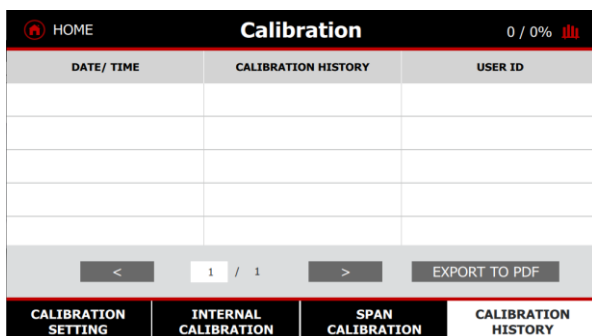 HOME Calibration 0 / 0%
DATE/ TIME CALIBRATION HISTORY USER ID
< 1 / 1 > EXPORT TO PDF
CALIBRATION SETTING INTERNAL CALIBRATION SPAN CALIBRATION CALIBRATION HISTORY